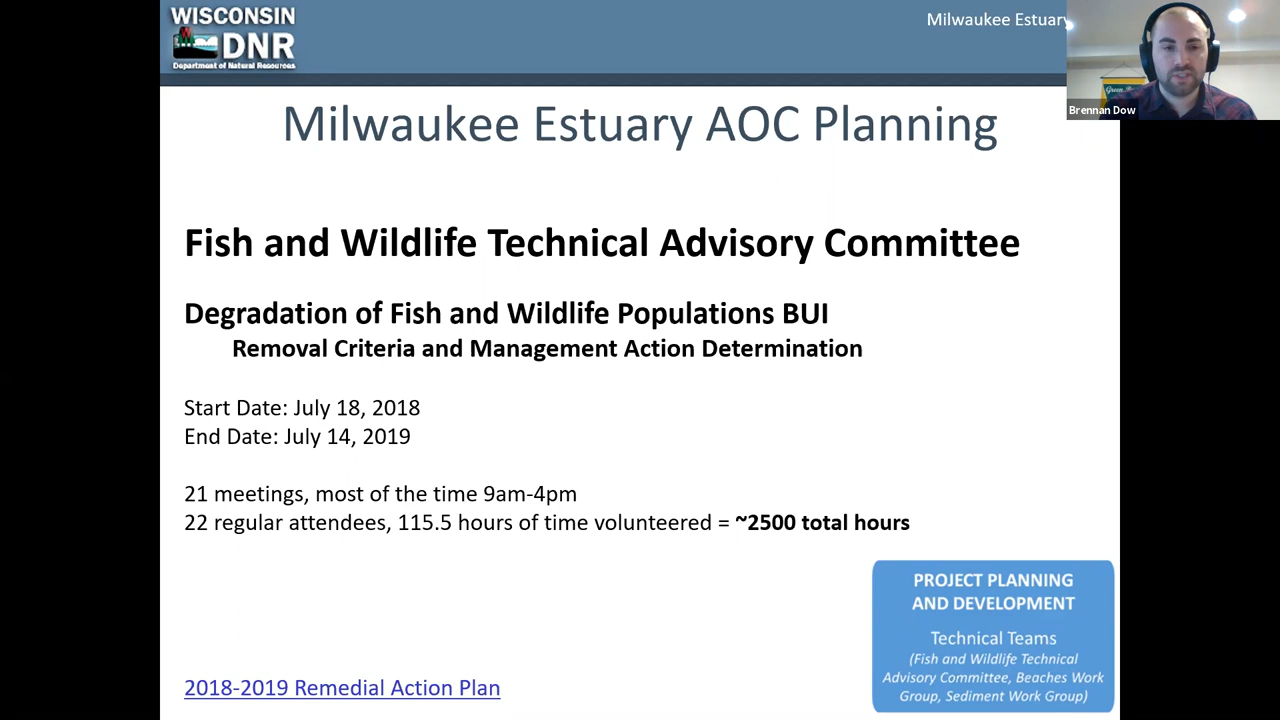 WISCONSIN
DNR
Department of Natural Resources
Milwaukee Estuary
Green
Brennan Dow
Milwaukee Estuary AOC Planning
Fish and Wildlife Technical Advisory Committee
Degradation of Fish and Wildlife Populations BUI
Removal Criteria and Management Action Determination
Start Date: July 18, 2018
End Date: July 14, 2019
21 meetings, most of the time 9am-4pm
22 regular attendees, 115.5 hours of time volunteered = ~2500 total hours
PROJECT PLANNING
AND DEVELOPMENT
Technical Teams
(Fish and Wildlife Technical
Advisory Committee, Beaches Work
Group, Sediment Work Group)
2018-2019 Remedial Action Plan